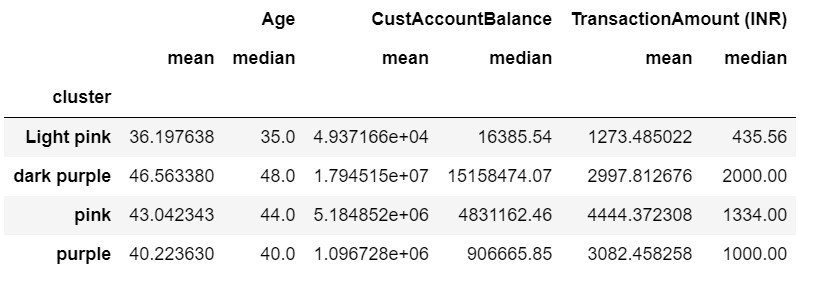 Age CustAccountBalance TransactionAmount (INR)
mean median mean median mean median
cluster
Light pink 36.197638 35.0 4.937166e+04 16385.54 1273.485022 435.56
dark purple 46.563380 48.0 1.794515e+07 15158474.07 2997.812676 2000.00
pink 43.042343 44.0 5.184852e+06 4831162.46 4444.372308 1334.00
purple 40.223630 40.0 1.096728e+06 906665.85 3082.458258 1000.00